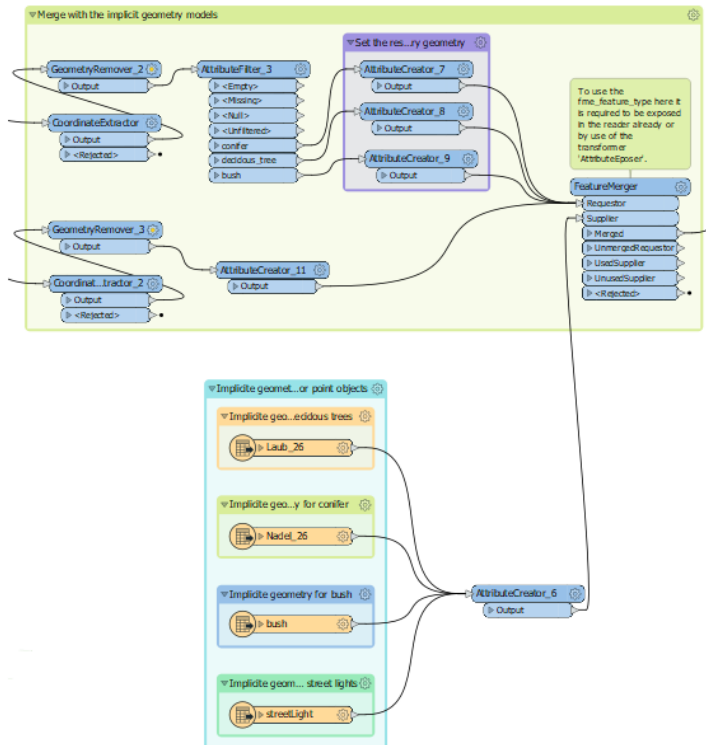 Merge with the implicit geometry models
GeometryRemover_2
Output
CoordinateExtractor
Output
<Rejected>
AttributeFilter_3
<Empty>
<Missing>
<Null>
<Unfiltered>
conifer
decidous_tree
bush
Set the res...ry geometry
AttributeCreator_7
Output
AttributeCreator_8
Output
AttributeCreator_9
Output
To use the
fme_feature_type here it
is required to be exposed
in the reader already or
by use of the
transformer
'AttributeEposer'.
FeatureMerger
Requestor
Supplier
Merged
UnmergedRequestor
UsedSupplier
UnusedSupplier
<Rejected>
GeometryRemover_3
Output
Coordinat...tractor_2
Output
<Rejected>
AttributeCreator_11
Output
Implicite geomet...or point objects
Implicite geo...ecidous trees
Laub_26
Implicite geo...y for conifer
Nadel_26
Implicite geometry for bush
bush
Implicite geom... street lights
streetLight
AttributeCreator_6
Output